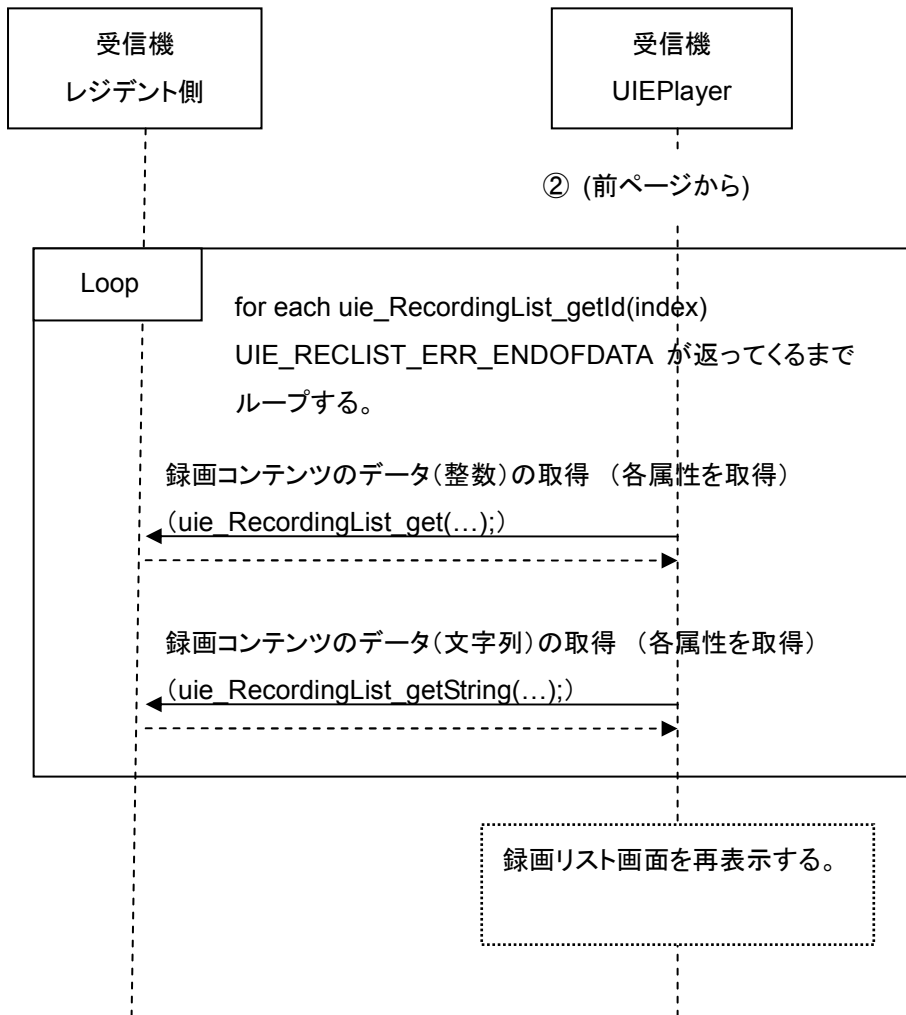 受信機
レジデント側
受信機
UIEPlayer
② (前ページから)
Loop
for each uie_RecordingList_getId(index)
UIE_RECLIST_ERR_ENDOFDATA が返ってくるまで
ループする。
録画コンテンツのデータ（整数）の取得　（各属性を取得）
（uie_RecordingList_get(…);）
録画コンテンツのデータ（文字列）の取得　（各属性を取得）
（uie_RecordingList_getString(…);）
録画リスト画面を再表示する。